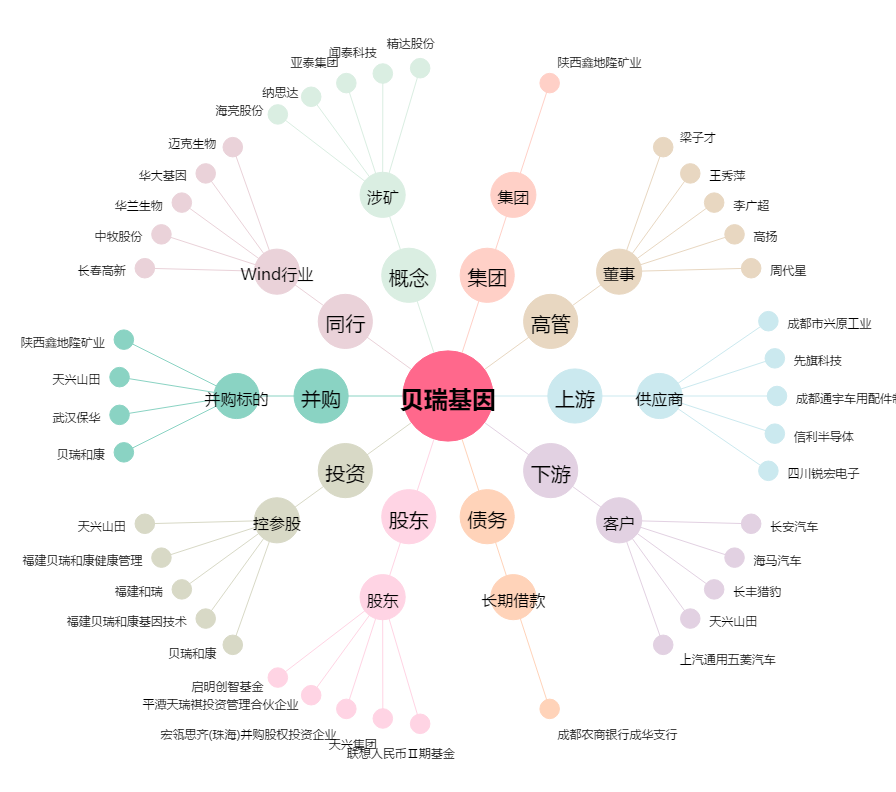 精达股份
闻泰科技
亚泰集团
纳思达
海亮股份
涉矿
概念
陕西鑫地隆矿业
集团
集团
梁子才
王秀萍
李广超
高扬
周代星
董事
高管
迈克生物
华大基因
华兰生物
中牧股份
长春高新
Wind行业
同行
陕西鑫地隆矿业
天兴山田
武汉保华
贝瑞和康
并购标的
并购
贝瑞基因
上游
供应商
成都市兴原工业
先旗科技
成都通宇车用配件制
信利半导体
四川锐宏电子
投资
控参股
天兴山田
福建贝瑞和康健康管理
福建和瑞
福建贝瑞和康基因技术
贝瑞和康
股东
股东
启明创智基金
平潭天瑞祺投资管理合伙企业
宏瓴思齐(珠海)并购股权投资企业
天兴集团
联想人民币Ⅱ期基金
债务
长期借款
成都农商银行成华支行
下游
客户
长安汽车
海马汽车
长丰猎豹
天兴山田
上汽通用五菱汽车